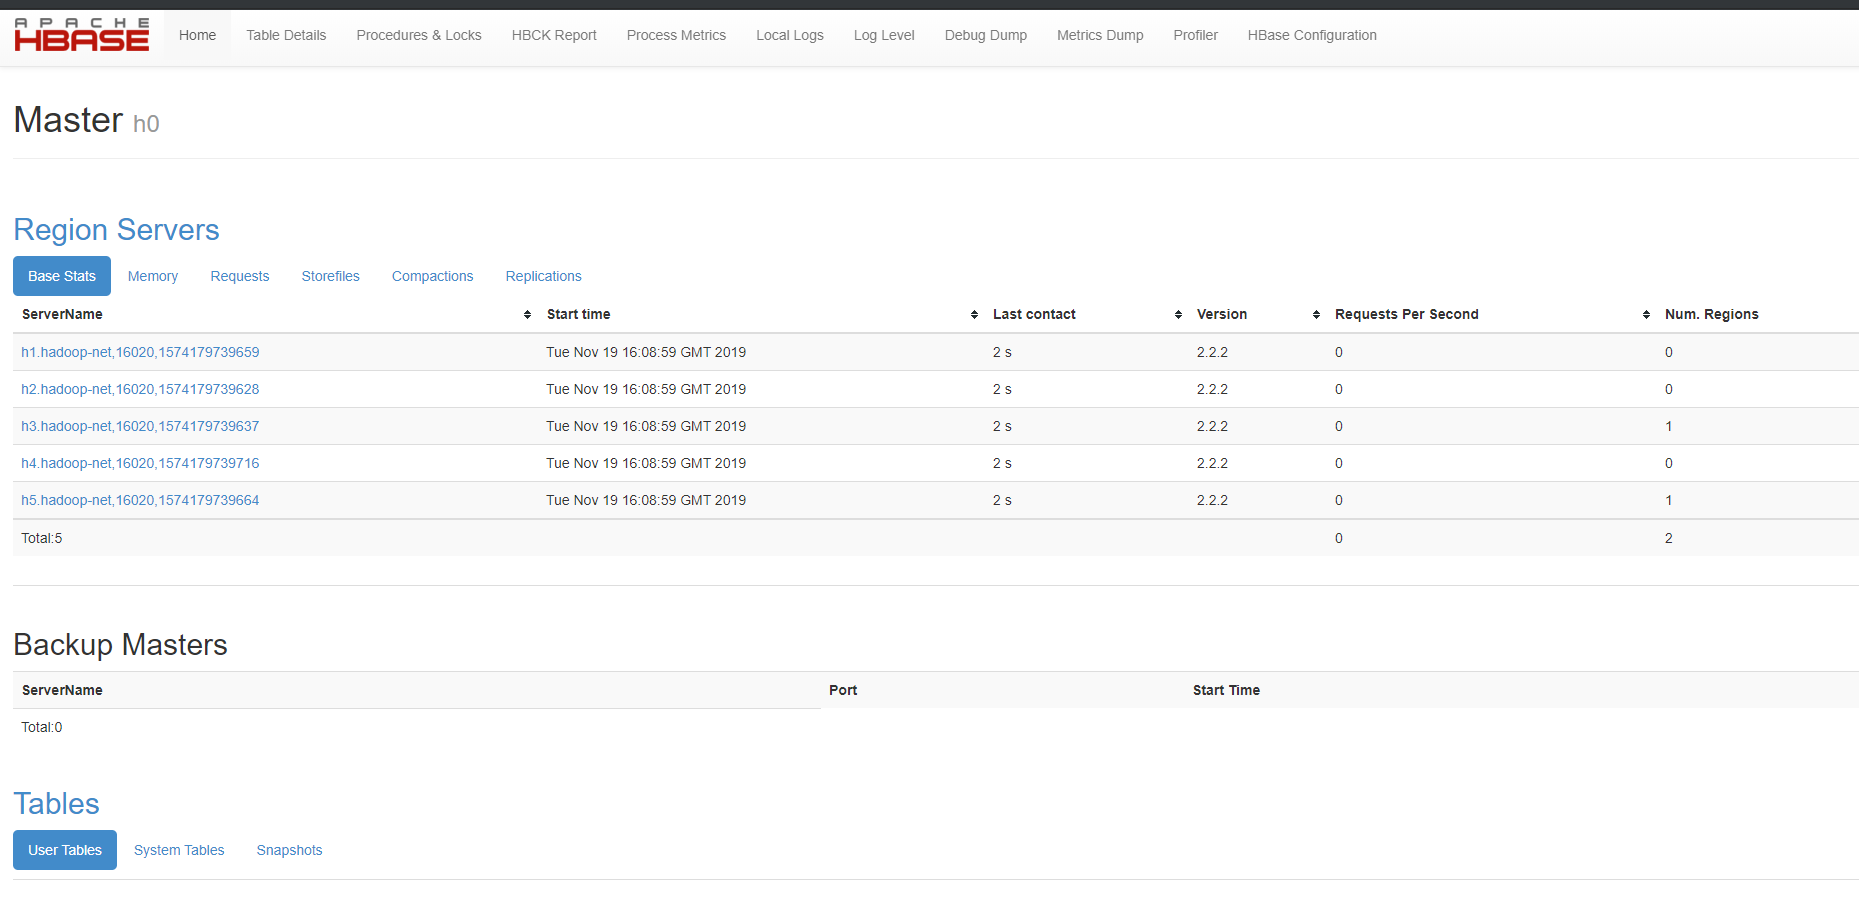 APACHE
HBASE Home Table Details Procedures & Locks HBCK Report Process Metrics Local Logs Log Level Debug Dump Metrics Dump Profiler HBase Configuration
Master h0
Region Servers
Base Stats Memory Requests Storefiles Compactions Replications
ServerName Start time Last contact Version Requests Per Second Num. Regions
h1.hadoop-net,16020,1574179739659 Tue Nov 19 16:08:59 GMT 2019 2 s 2.2.2 0 0
h2.hadoop-net,16020,1574179739628 Tue Nov 19 16:08:59 GMT 2019 2 s 2.2.2 0 0
h3.hadoop-net,16020,1574179739637 Tue Nov 19 16:08:59 GMT 2019 2 s 2.2.2 0 1
h4.hadoop-net,16020,1574179739716 Tue Nov 19 16:08:59 GMT 2019 2 s 2.2.2 0 0
h5.hadoop-net,16020,1574179739664 Tue Nov 19 16:08:59 GMT 2019 2 s 2.2.2 0 1
Total:5 0 2
Backup Masters
ServerName Port Start Time
Total:0
Tables
User Tables System Tables Snapshots